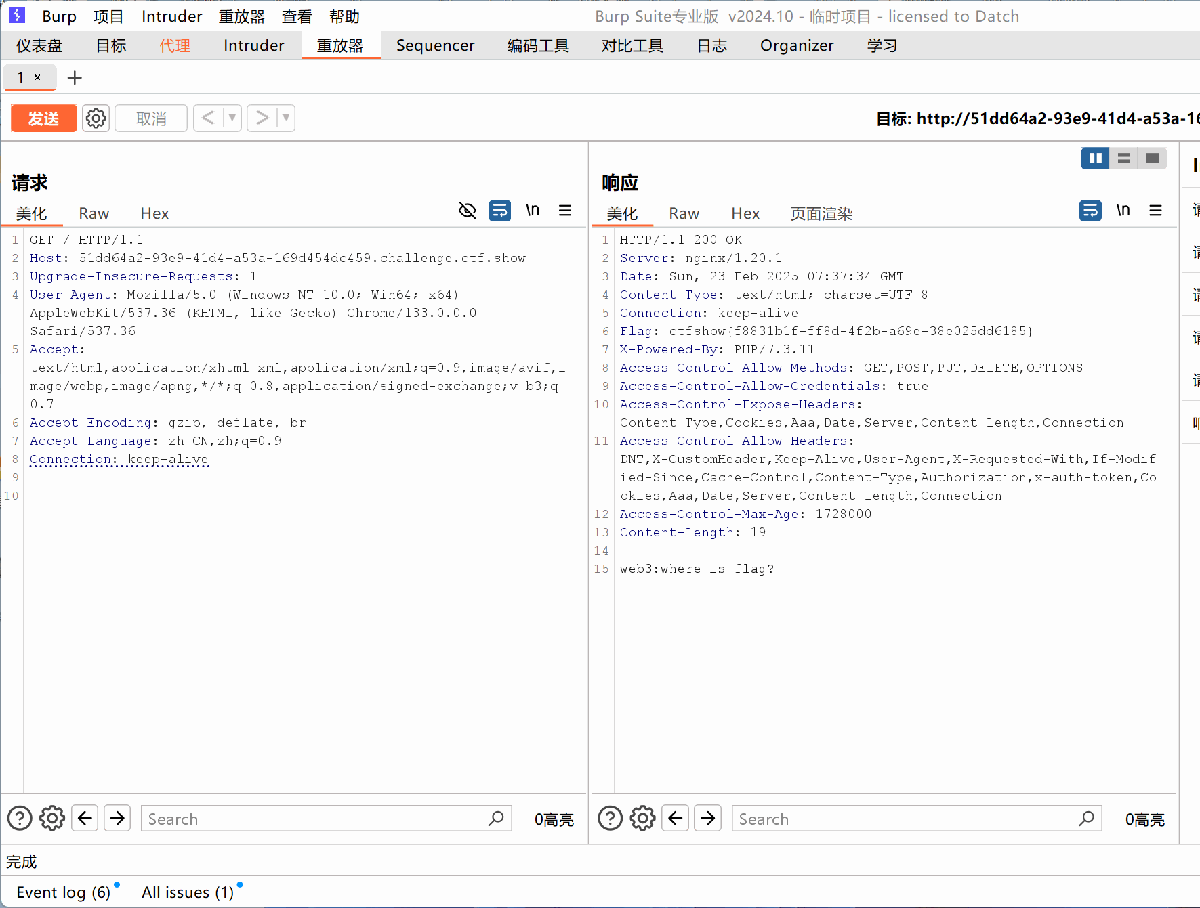 Burp 项目 Intruder 重放器 查看 帮助 Burp Suite专业版 v2024.10 - 临时项目 - licensed to Datch
仪表盘 目标 代理 Intruder 重放器 Sequencer 编码工具 对比工具 日志 Organizer 学习
1 × +
发送 取消 < > 目标: http://51dd64a2-93e9-41d4-a53a-16
请求
美化 Raw Hex \n
1 GET / HTTP/1.1
2 Host: 51dd64a2-93e9-41d4-a53a-169d454dc459.challenge.ctf.show
3 Upgrade-Insecure-Requests: 1
4 User-Agent: Mozilla/5.0 (Windows NT 10.0; Win64; x64)
AppleWebKit/537.36 (KHTML, like Gecko) Chrome/133.0.0.0
Safari/537.36
5 Accept:
text/html,application/xhtml+xml,application/xml;q=0.9,image/avif,i
mage/webp,image/apng,*/*;q=0.8,application/signed-exchange;v=b3;q=
0.7
6 Accept-Encoding: gzip, deflate, br
7 Accept-Language: zh-CN,zh;q=0.9
8 Connection: keep-alive
9
10
Search 0高亮
响应
美化 Raw Hex 页面渲染 \n
1 HTTP/1.1 200 OK
2 Server: nginx/1.20.1
3 Date: Sun, 23 Feb 2025 07:37:34 GMT
4 Content-Type: text/html; charset=UTF-8
5 Connection: keep-alive
6 Flag:
7 X-Powered-By: PHP/7.3.11
8 Access-Control-Allow-Methods: GET,POST,PUT,DELETE,OPTIONS
9 Access-Control-Allow-Credentials: true
10 Access-Control-Expose-Headers:
Content-Type,Cookies,Aaa,Date,Server,Content-Length,Connection
11 Access-Control-Allow-Headers:
DNT,X-CustomHeader,Keep-Alive,User-Agent,X-Requested-With,If-Modif
ied-Since,Cache-Control,Content-Type,Authorization,x-auth-token,Co
okies,Aaa,Date,Server,Content-Length,Connection
12 Access-Control-Max-Age: 1728000
13 Content-Length: 19
14
15 web3:where is flag?
Search 0高亮
完成
Event log (6) All issues (1)